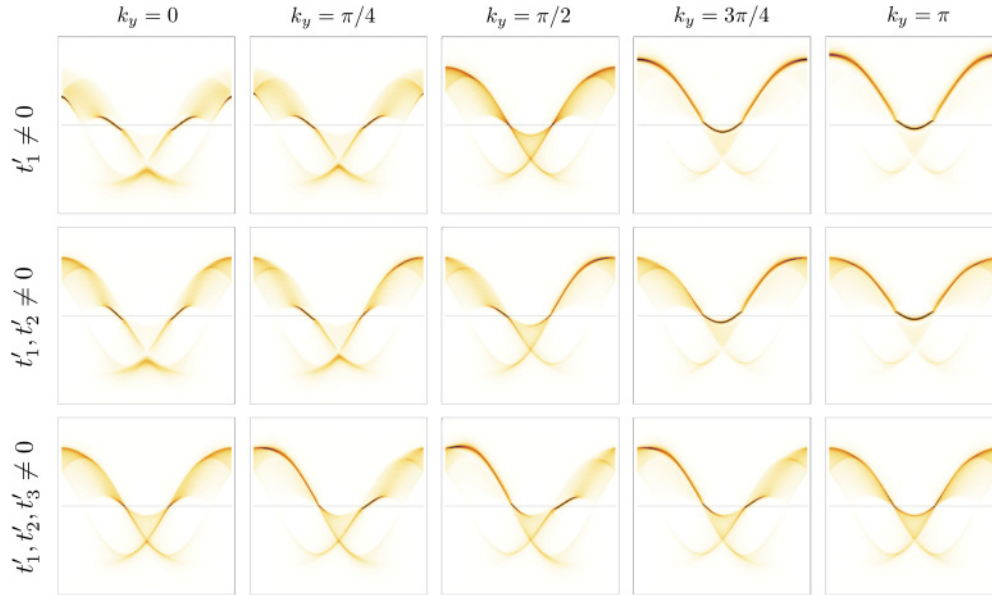 k_y = 0 k_y = π/4 k_y = π/2 k_y = 3π/4 k_y = π
t′_1 ≠ 0
t′_1, t′_2 ≠ 0
t′_1, t′_2, t′_3 ≠ 0